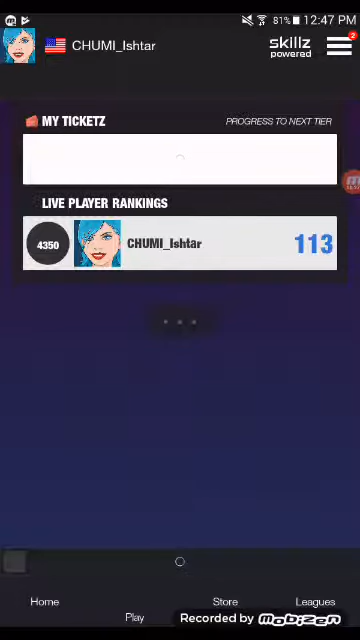 81% 12:47 PM
CHUMI_Ishtar
skillz
powered
2
MY TICKETZ
PROGRESS TO NEXT TIER
LIVE PLAYER RANKINGS
4350
CHUMI_Ishtar
113
Home
Play
Store
Leagues
Recorded by MOBIZEN